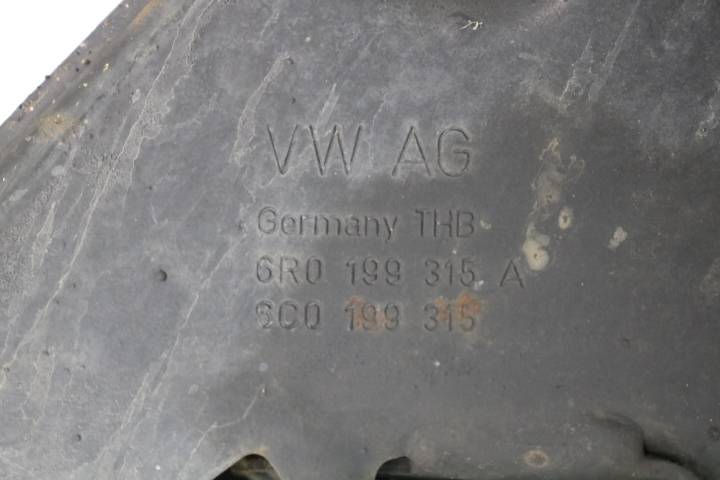 VW AG
Germany THB
6R0 199 315 A
6C0 199 315